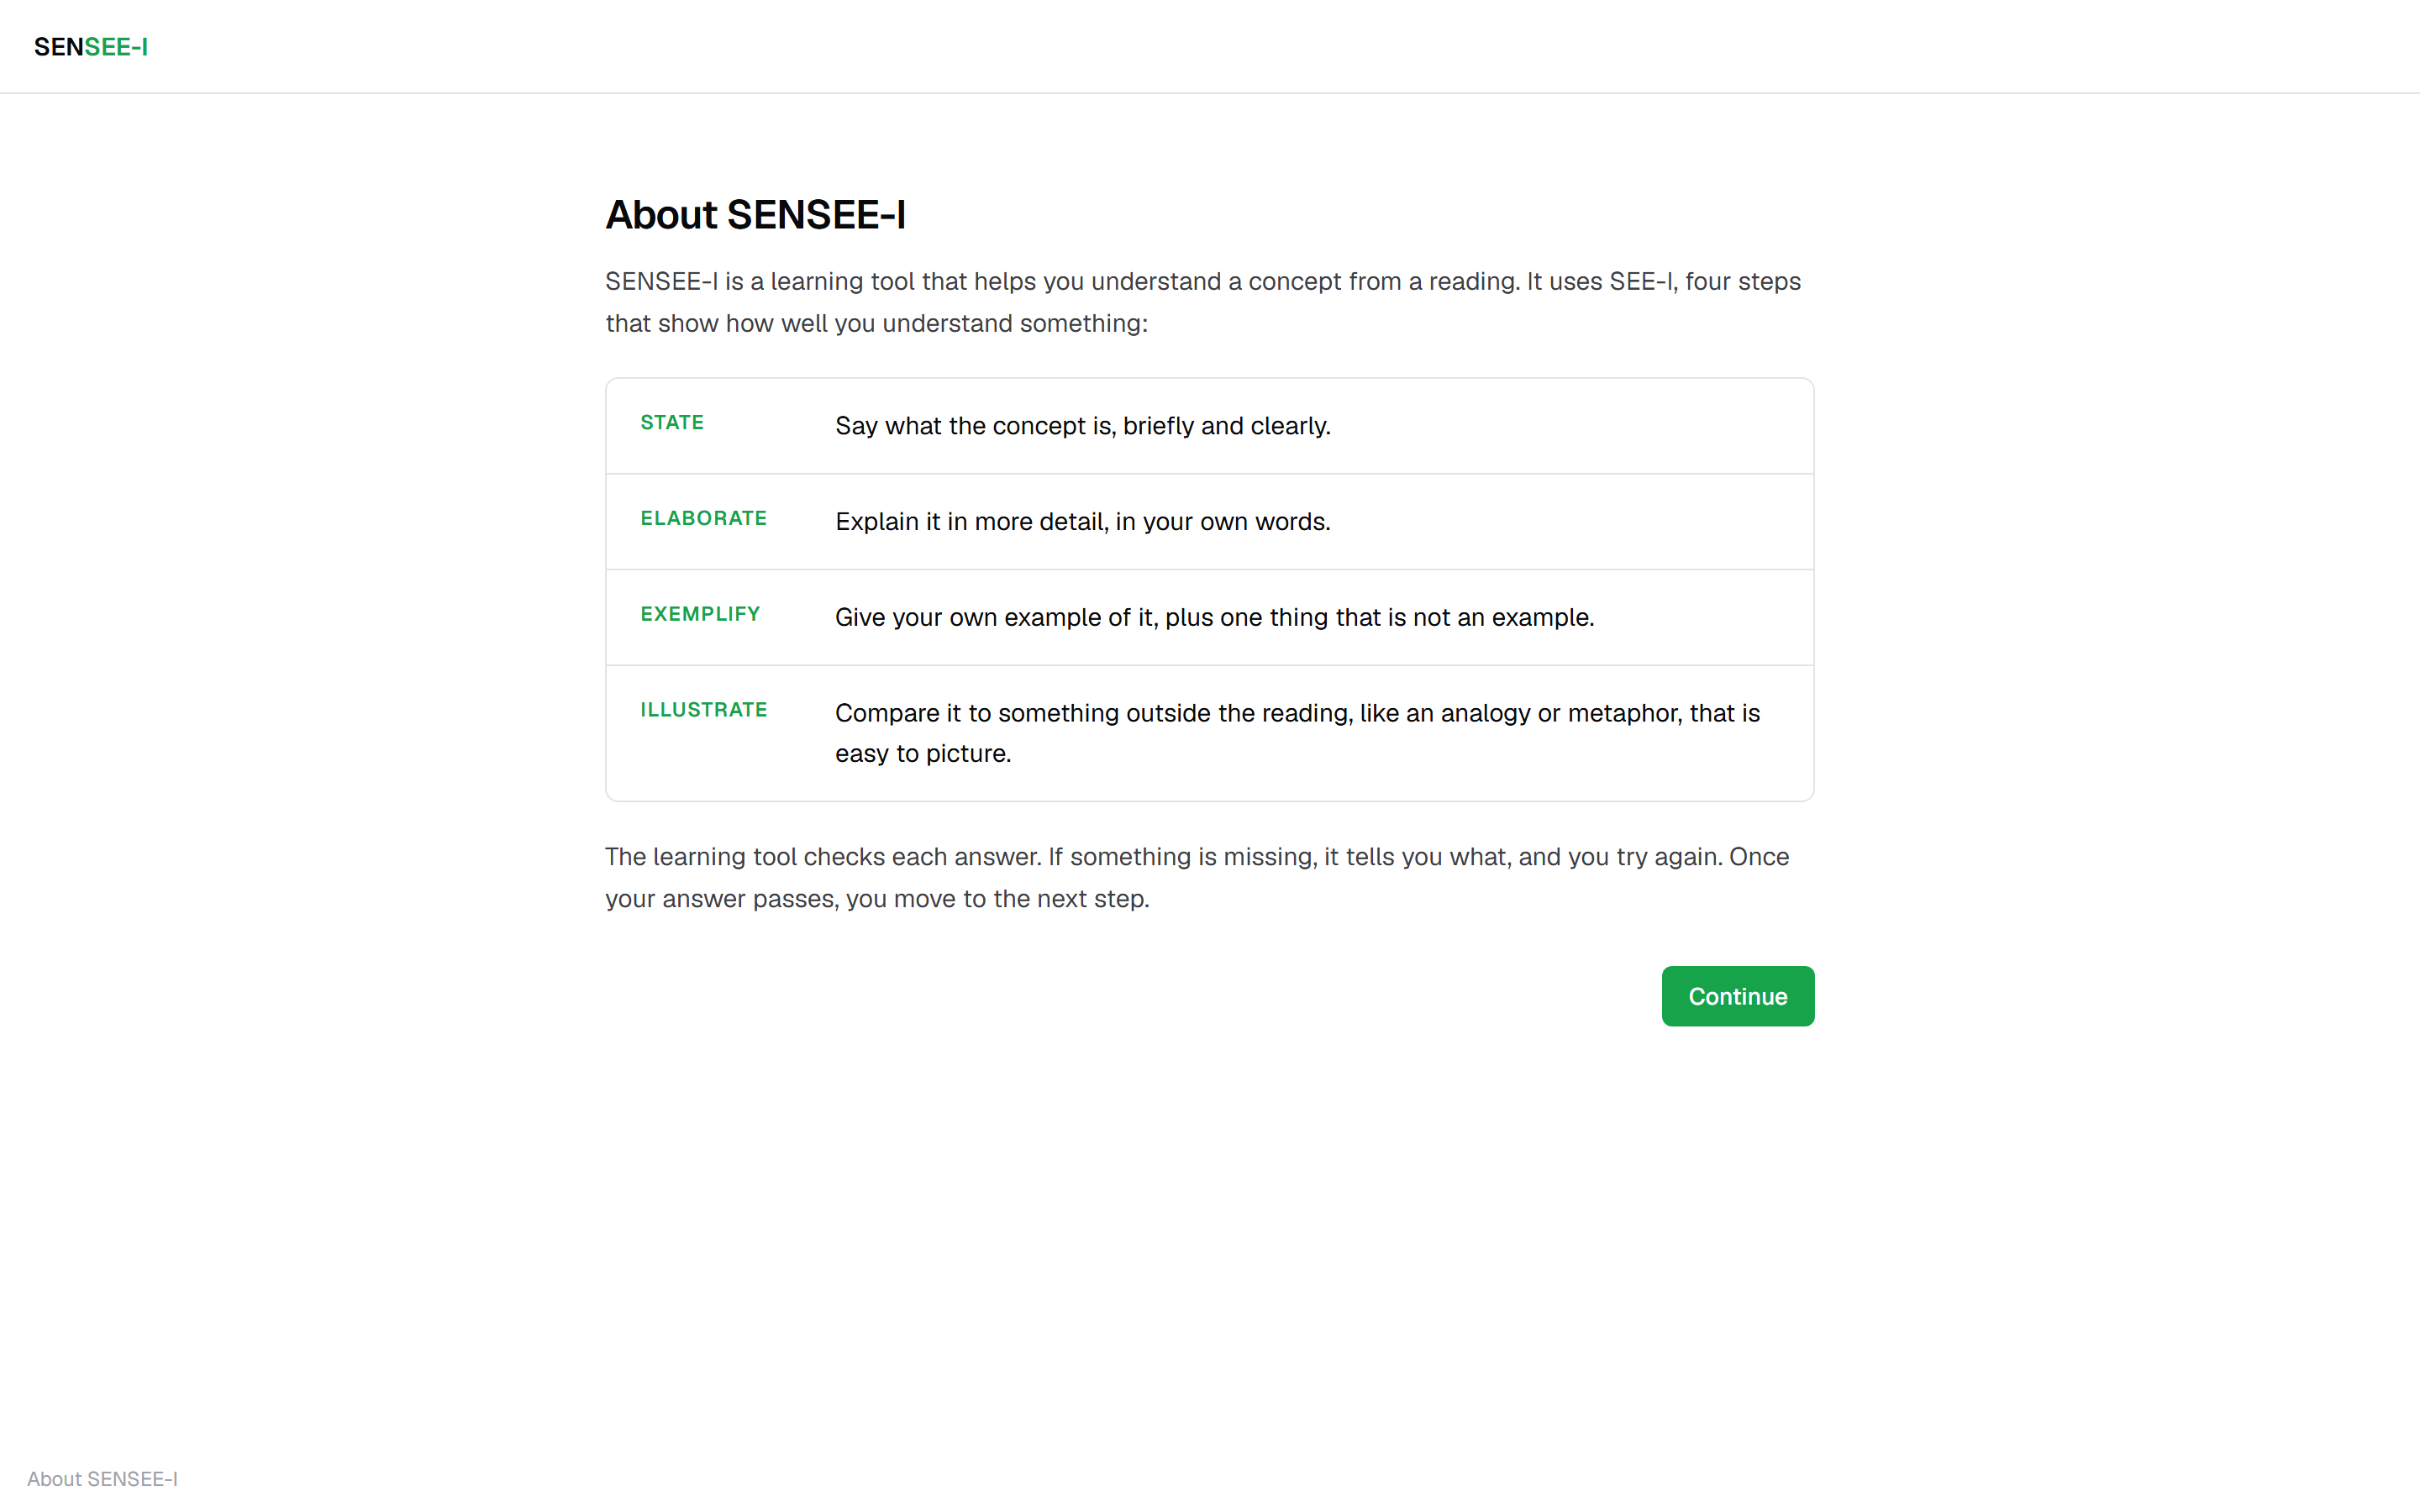 SENSEE-I
About SENSEE-I
SENSEE-I is a learning tool that helps you understand a concept from a reading. It uses SEE-I, four steps
that show how well you understand something:
STATE
Say what the concept is, briefly and clearly.
ELABORATE
Explain it in more detail, in your own words.
EXEMPLIFY
Give your own example of it, plus one thing that is not an example.
ILLUSTRATE
Compare it to something outside the reading, like an analogy or metaphor, that is
easy to picture.
The learning tool checks each answer. If something is missing, it tells you what, and you try again. Once
your answer passes, you move to the next step.
Continue
About SENSEE-I